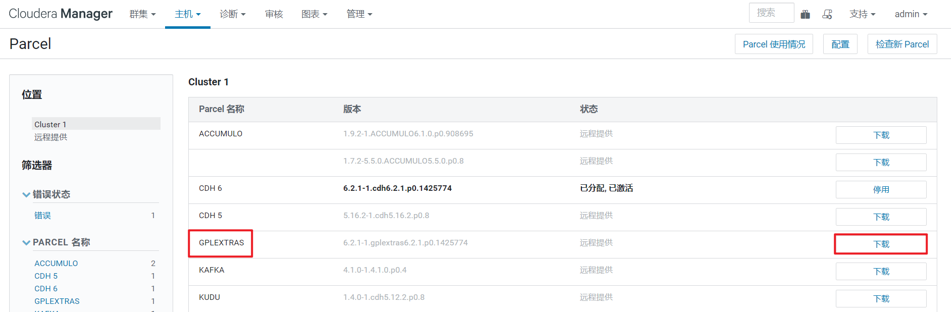 Cloudera Manager 群集 主机 诊断 审核 图表 管理 搜索 支持 admin
Parcel Parcel 使用情况 配置 检查新 Parcel
位置
Cluster 1
远程提供
筛选器
错误状态
错误 1
PARCEL 名称
ACCUMULO 2
CDH 5 1
CDH 6 1
GPLEXTRAS 1
Cluster 1
Parcel 名称 版本 状态
ACCUMULO 1.9.2-1.ACCUMULO6.1.0.p0.908695 远程提供 下载
1.7.2-5.5.0.ACCUMULO5.5.0.p0.8 远程提供 下载
CDH 6 6.2.1-1.cdh6.2.1.p0.1425774 已分配, 已激活 停用
CDH 5 5.16.2-1.cdh5.16.2.p0.8 远程提供 下载
GPLEXTRAS 6.2.1-1.gplextras6.2.1.p0.1425774 远程提供 下载
KAFKA 4.1.0-1.4.1.0.p0.4 远程提供 下载
KUDU 1.4.0-1.cdh5.12.2.p0.8 远程提供 下载